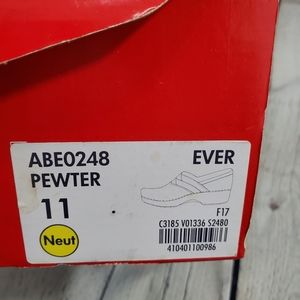 ABE0248 EVER
PEWTER
11
Neut
F17
C3185 V01336 S2480
410401100986